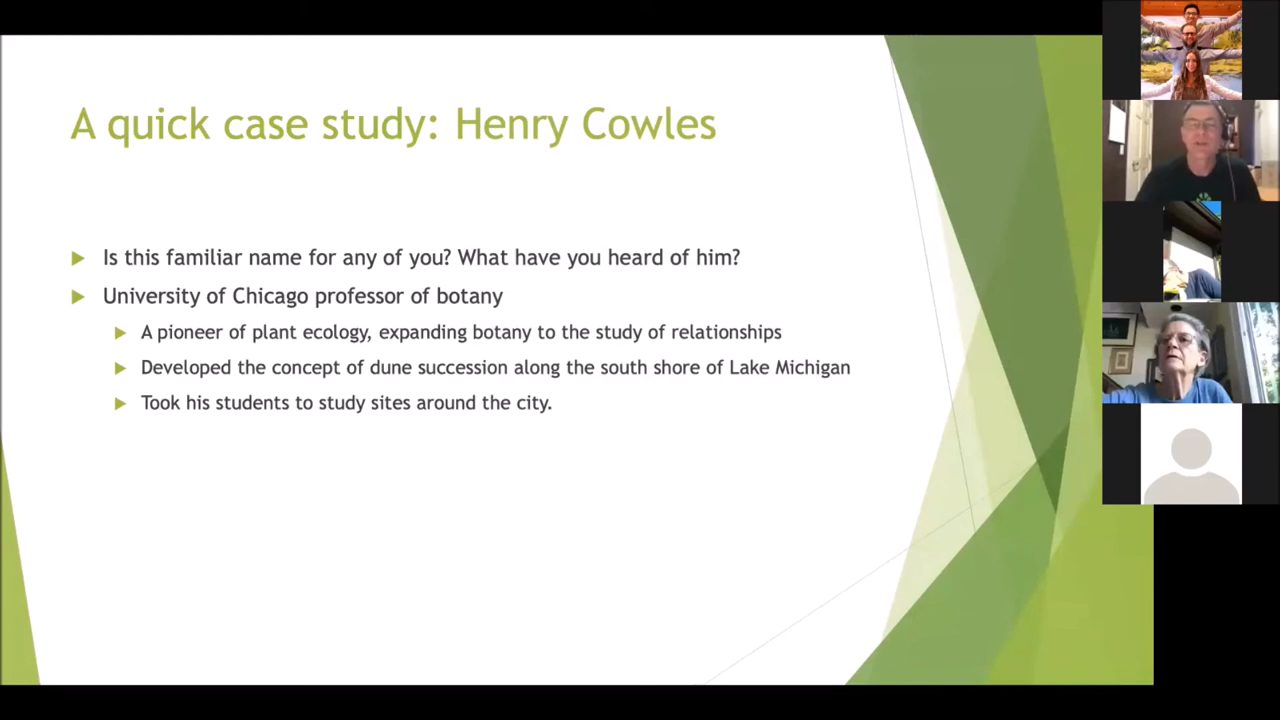 A quick case study: Henry Cowles
Is this familiar name for any of you? What have you heard of him?
University of Chicago professor of botany
A pioneer of plant ecology, expanding botany to the study of relationships
Developed the concept of dune succession along the south shore of Lake Michigan
Took his students to study sites around the city.